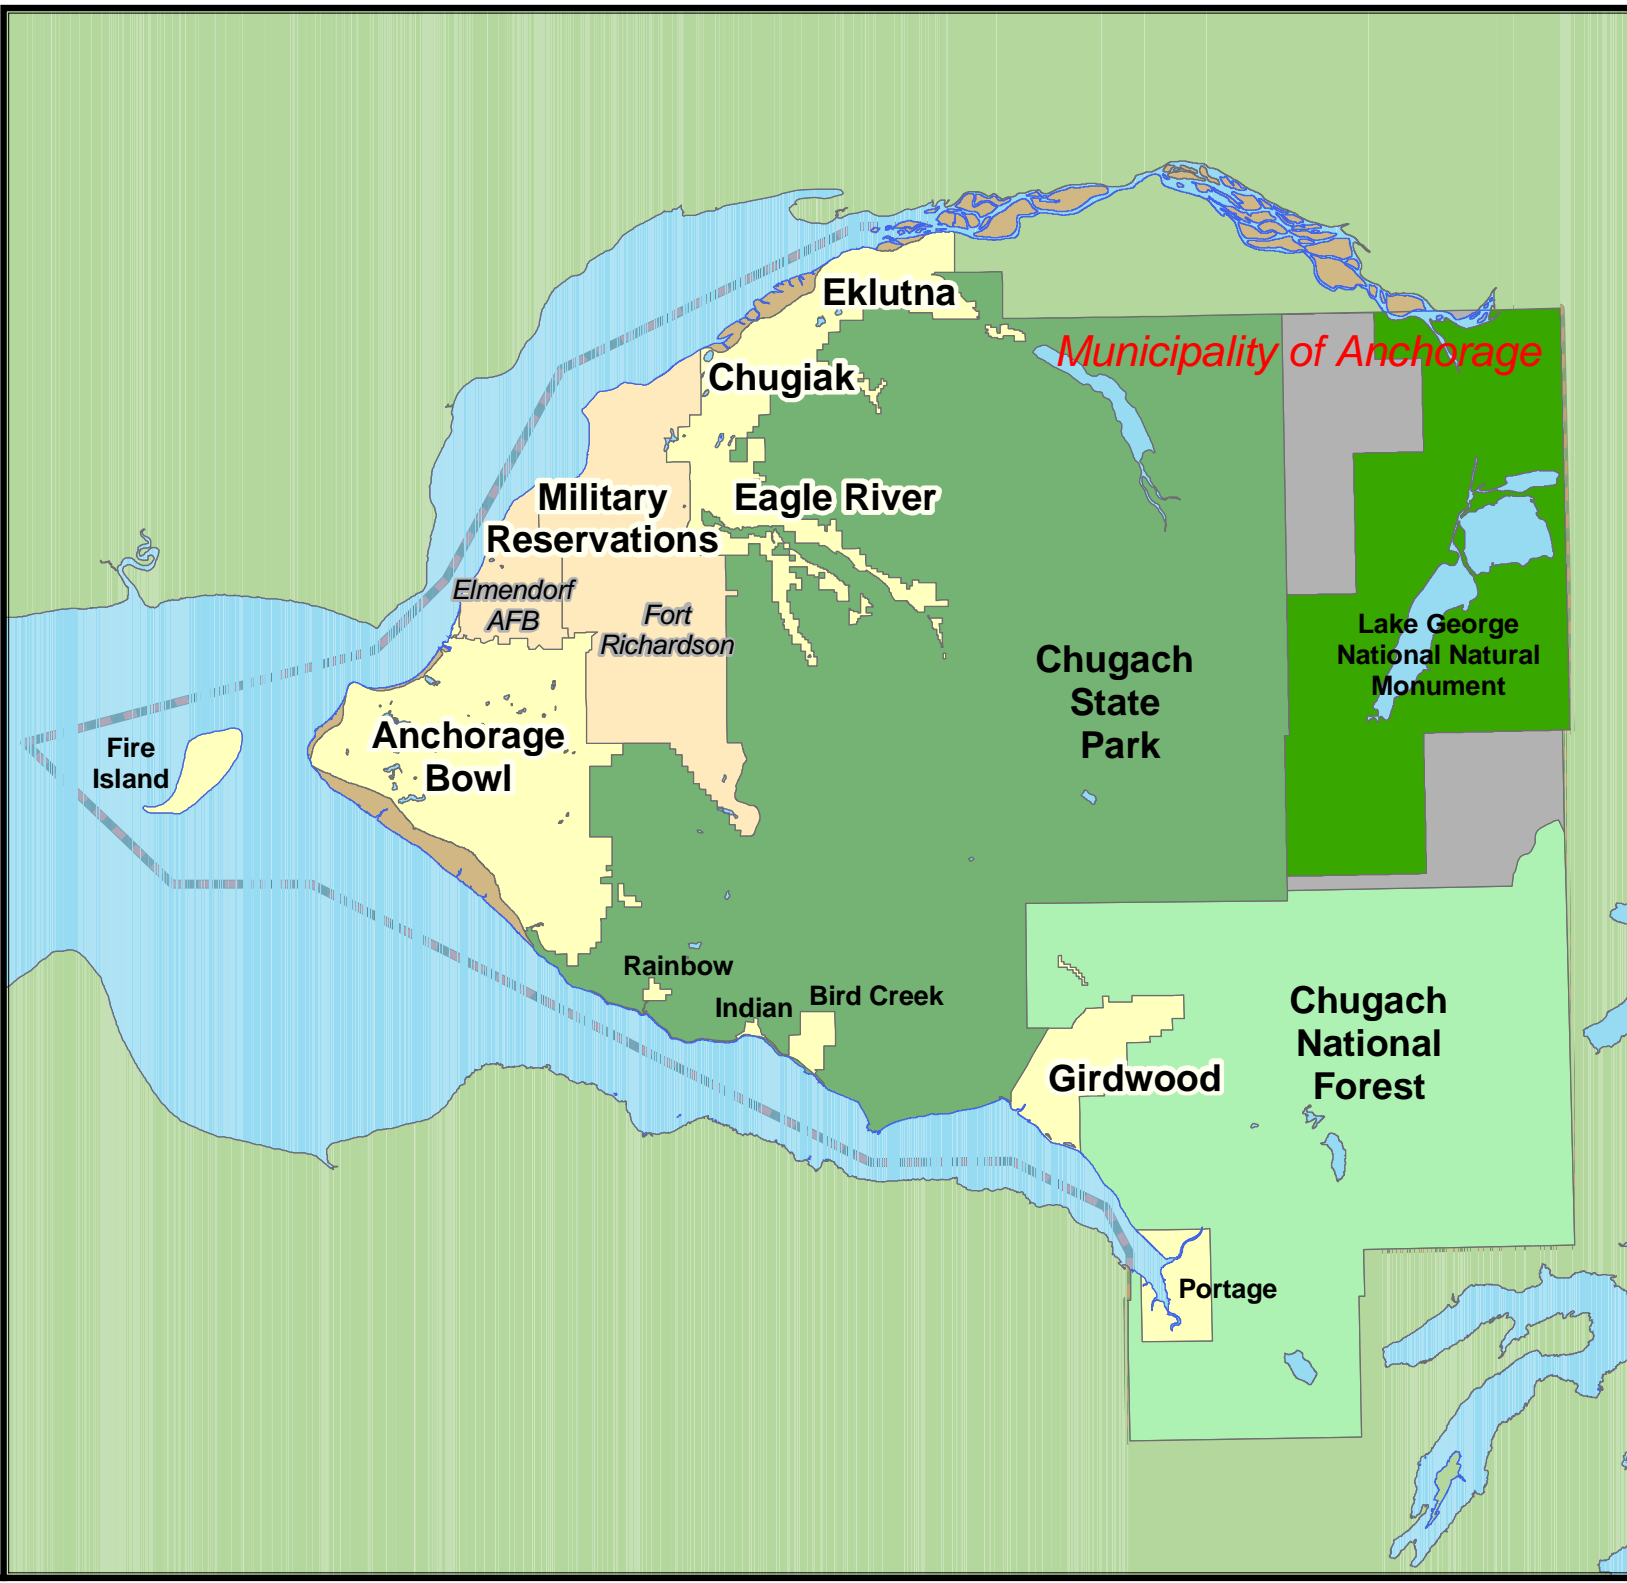 Eklutna
Municipality of Anchorage
Chugiak
Military
Reservations
Eagle River
Elmendorf
AFB
Fort
Richardson
Lake George
National Natural
Monument
Chugach
State
Park
Anchorage
Bowl
Fire
Island
Rainbow
Indian
Bird Creek
Chugach
National
Forest
Girdwood
Portage